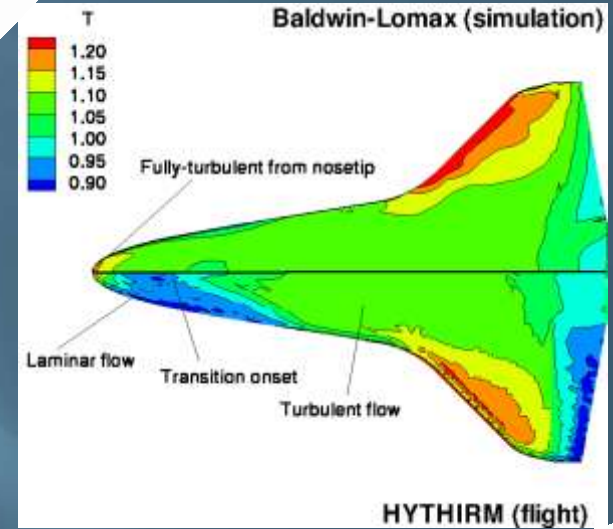 T
Baldwin-Lomax (simulation)
1.20
1.15
1.10
1.05
1.00
0.95
0.90
Fully-turbulent from nosetip
Laminar flow
Transition onset
Turbulent flow
HYTHIRM (flight)